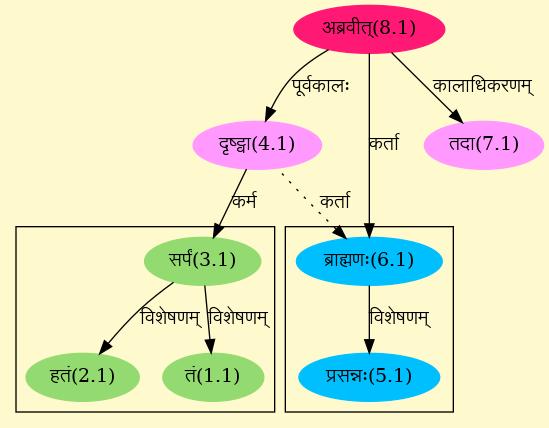 अब्रवीत्(8.1)
पूर्वकालः
कालाधिकरणम्
दृष्ट्वा(4.1)
कर्ता
तदा(7.1)
कर्म
कर्ता
सर्पं(3.1)
ब्राह्मणः(6.1)
विशेषणम्
विशेषणम्
विशेषणम्
हतं(2.1)
तं(1.1)
प्रसन्नः(5.1)